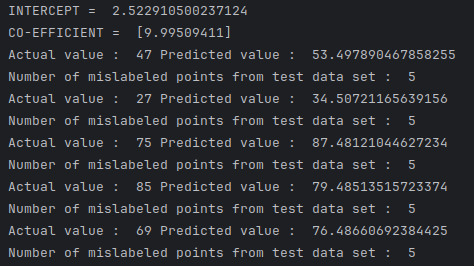 INTERCEPT =  2.522910500237124
CO-EFFICIENT =  [9.99509411]
Actual value :  47 Predicted value :  53.497890467858255
Number of mislabeled points from test data set :  5
Actual value :  27 Predicted value :  34.50721165639156
Number of mislabeled points from test data set :  5
Actual value :  75 Predicted value :  87.48121044627234
Number of mislabeled points from test data set :  5
Actual value :  85 Predicted value :  79.48513515723374
Number of mislabeled points from test data set :  5
Actual value :  69 Predicted value :  76.48660692384425
Number of mislabeled points from test data set :  5